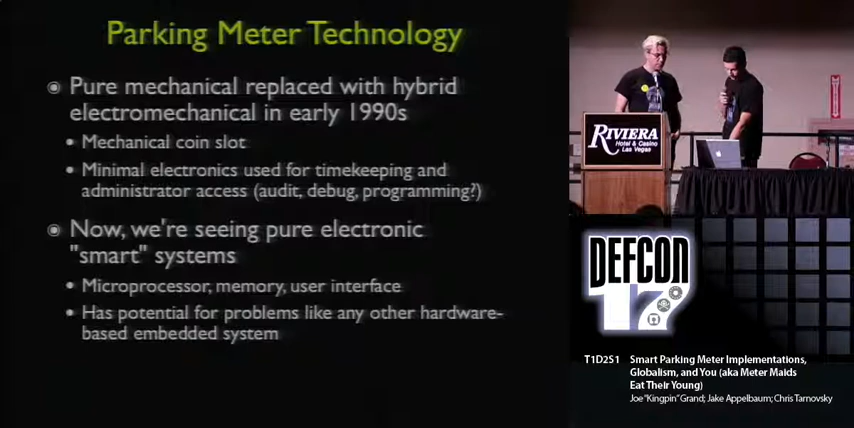 Parking Meter Technology
Pure mechanical replaced with hybrid
electromechanical in early 1990s
Mechanical coin slot
Minimal electronics used for timekeeping and
administrator access (audit, debug, programming?)
Now, we're seeing pure electronic
"smart" systems
Microprocessor, memory, user interface
Has potential for problems like any other hardware-
based embedded system
RIVIERA
Hotel & Casino
Las Vegas
DEFCON
17
T1D2S1 Smart Parking Meter Implementations,
Globalism, and You (aka Meter Maids
Eat Their Young)
Joe "Kingpin" Grand; Jake Appelbaum; Chris Tarnovsky